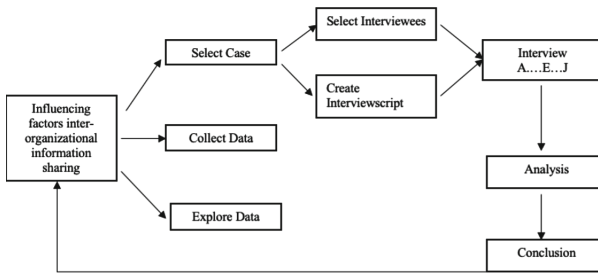 Influencing
factors inter-
organizational
information
sharing
Select Case
Collect Data
Explore Data
Select Interviewees
Create
Interviewscript
Interview
A.…E…J
Analysis
Conclusion